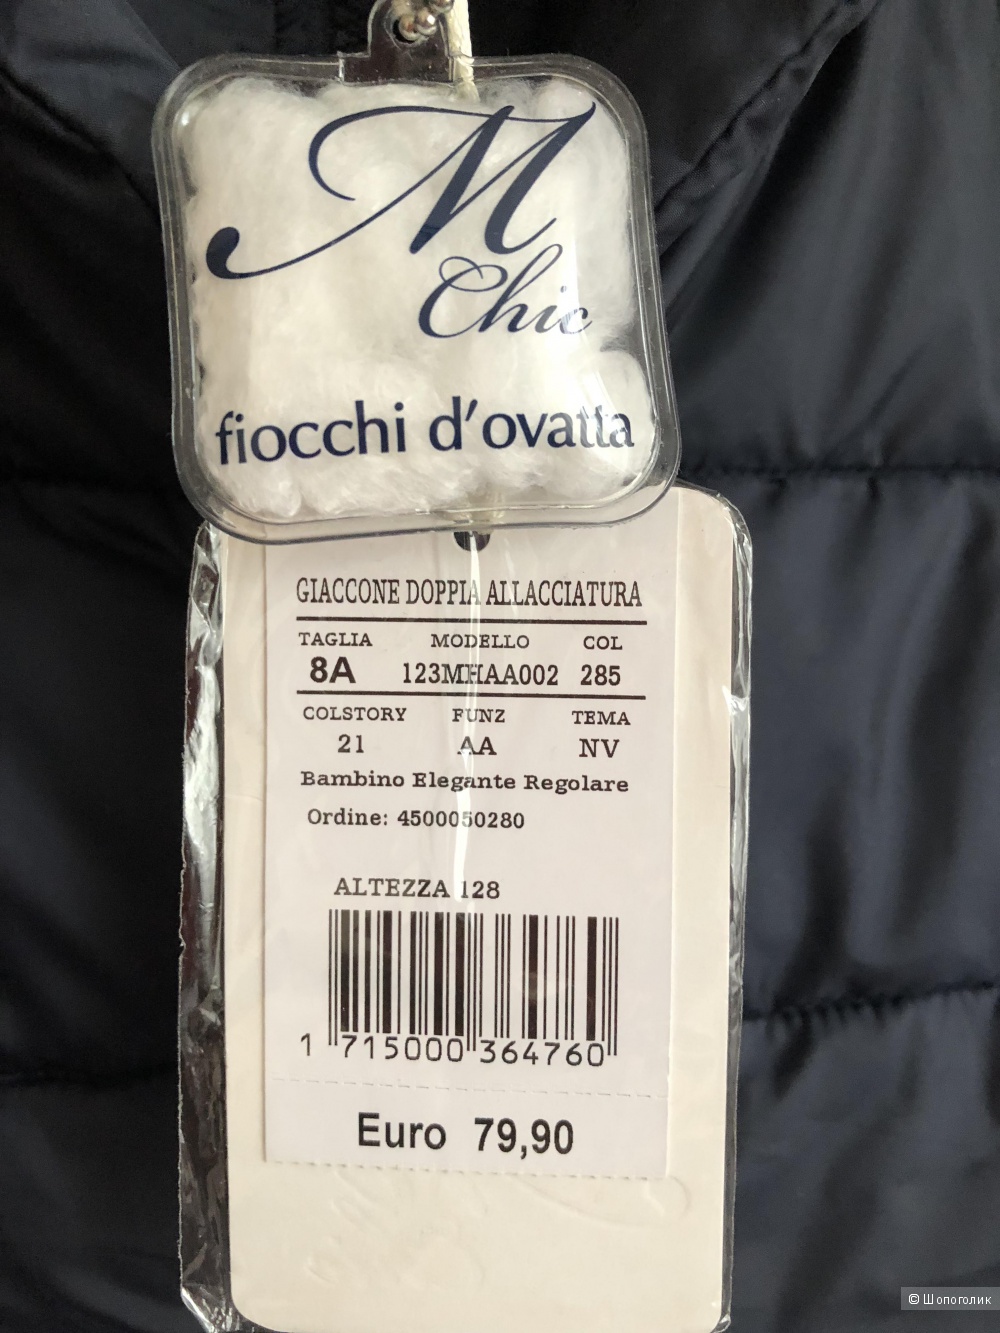 M
Chic
fiocchi d'ovatta
GIACCONE DOPPIA ALLACCIATURA
TAGLIA MODELLO COL
8A 123MHAA002 285
COLSTORY FUNZ TEMA
21 AA NV
Bambino Elegante Regolare
Ordine: 4500050280
ALTEZZA 128
1 715000 364760
Euro 79,90
© Шопоголик